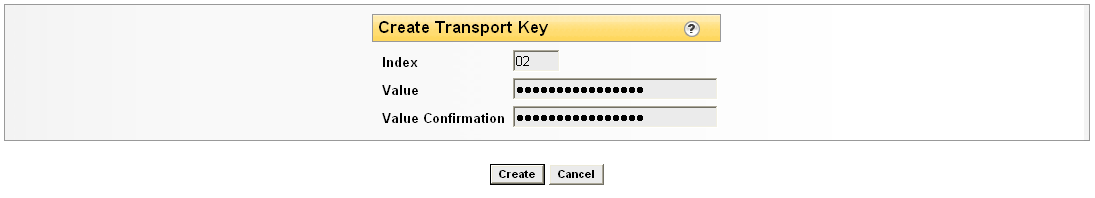 Create Transport Key ?
Index 02
Value ●●●●●●●●●●●●●●●●
Value Confirmation ●●●●●●●●●●●●●●●●
Create Cancel